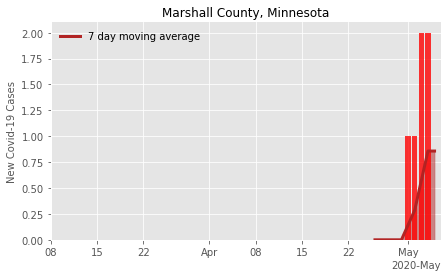 Marshall County, Minnesota
7 day moving average
New Covid-19 Cases
2.00
1.75
1.50
1.25
1.00
0.75
0.50
0.25
0.00
08 15 22 Apr 08 15 22 May
2020-May